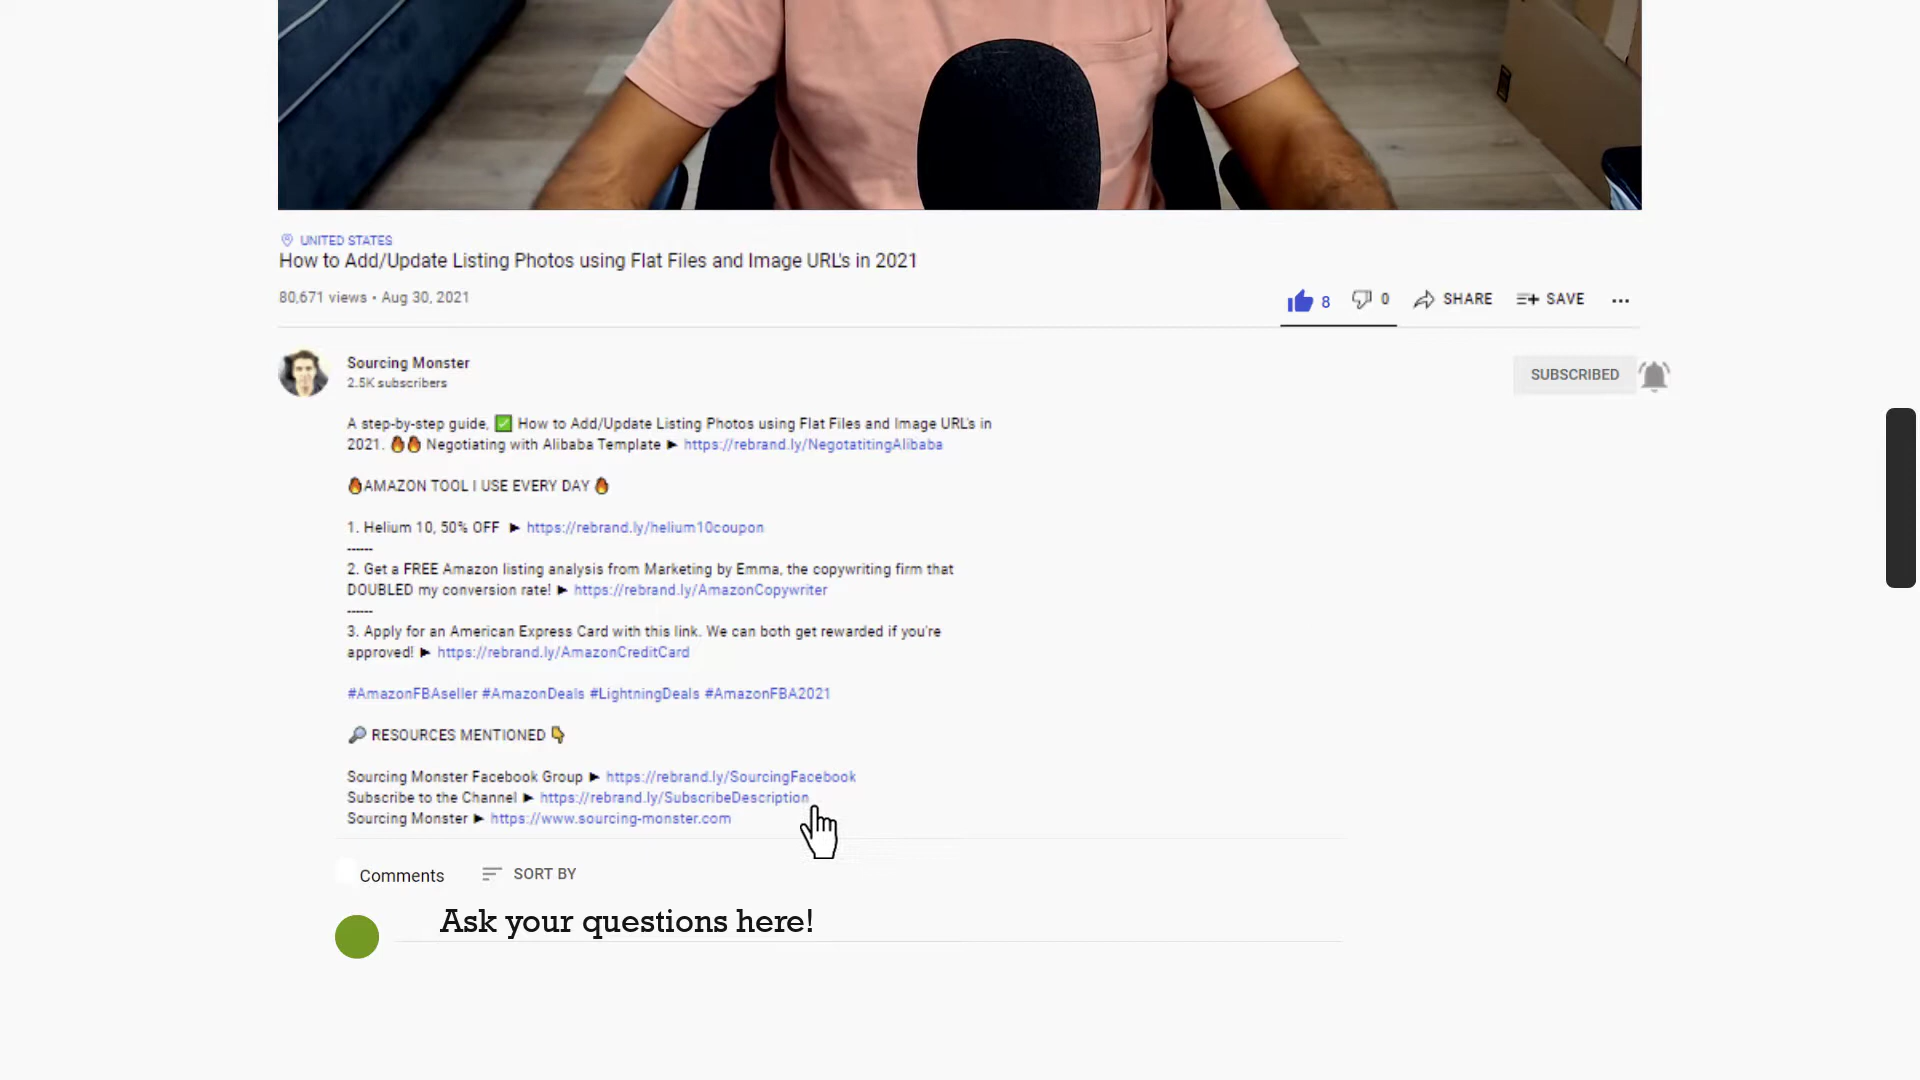 UNITED STATES
How to Add/Update Listing Photos using Flat Files and Image URL's in 2021
80,671 views • Aug 30, 2021
8 0 SHARE SAVE ...
Sourcing Monster
2.5K subscribers
SUBSCRIBED
A step-by-step guide, ✅ How to Add/Update Listing Photos using Flat Files and Image URL's in
2021. 🔥🔥 Negotiating with Alibaba Template ► https://rebrand.ly/NegotatitingAlibaba
🔥AMAZON TOOL I USE EVERY DAY 🔥
1. Helium 10, 50% OFF ► https://rebrand.ly/helium10coupon
------
2. Get a FREE Amazon listing analysis from Marketing by Emma, the copywriting firm that
DOUBLED my conversion rate! ► https://rebrand.ly/AmazonCopywriter
------
3. Apply for an American Express Card with this link. We can both get rewarded if you're
approved! ► https://rebrand.ly/AmazonCreditCard
#AmazonFBAseller #AmazonDeals #LightningDeals #AmazonFBA2021
🔎 RESOURCES MENTIONED 👇
Sourcing Monster Facebook Group ► https://rebrand.ly/SourcingFacebook
Subscribe to the Channel ► https://rebrand.ly/SubscribeDescription
Sourcing Monster ► https://www.sourcing-monster.com
Comments SORT BY
Ask your questions here!